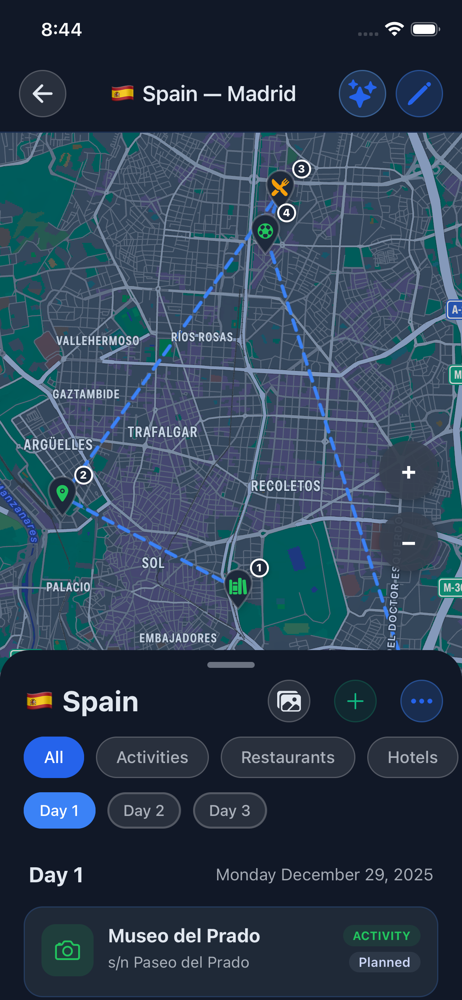 8:44
Spain — Madrid
3
4
A-
VALLEHERMOSO
RÍOS ROSAS
M
GAZTAMBIDE
TRAFALGAR
ARGÜELLES
2
+
RECOLETOS
Manzanares
−
SOL
1
PALACIO
M-30
DEL DOCTOR ESQUERDO
EMBAJADORES
Spain
All
Activities
Restaurants
Hotels
Day 1
Day 2
Day 3
Day 1
Monday December 29, 2025
Museo del Prado
ACTIVITY
s/n Paseo del Prado
Planned